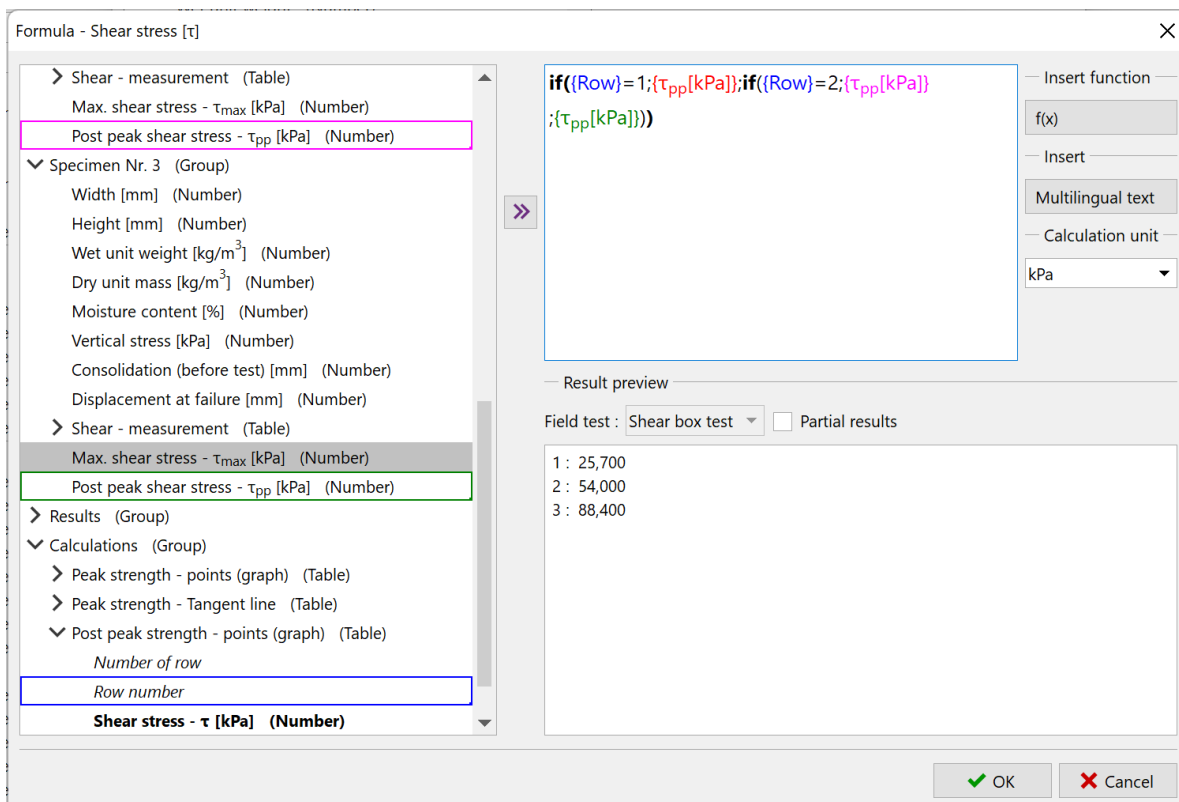 Formula - Shear stress [τ]
Shear - measurement (Table)
Max. shear stress - τmax [kPa] (Number)
Post peak shear stress - τpp [kPa] (Number)
Specimen Nr. 3 (Group)
Width [mm] (Number)
Height [mm] (Number)
Wet unit weight [kg/m3] (Number)
Dry unit mass [kg/m3] (Number)
Moisture content [%] (Number)
Vertical stress [kPa] (Number)
Consolidation (before test) [mm] (Number)
Displacement at failure [mm] (Number)
Shear - measurement (Table)
Max. shear stress - τmax [kPa] (Number)
Post peak shear stress - τpp [kPa] (Number)
Results (Group)
Calculations (Group)
Peak strength - points (graph) (Table)
Peak strength - Tangent line (Table)
Post peak strength - points (graph) (Table)
Number of row
Row number
Shear stress - τ [kPa] (Number)
if({Row}=1;{τpp[kPa]};if({Row}=2;{τpp[kPa]}
;{τpp[kPa]}))
Insert function
f(x)
Insert
Multilingual text
Calculation unit
kPa
Result preview
Field test : Shear box test Partial results
1 : 25,700
2 : 54,000
3 : 88,400
OK Cancel